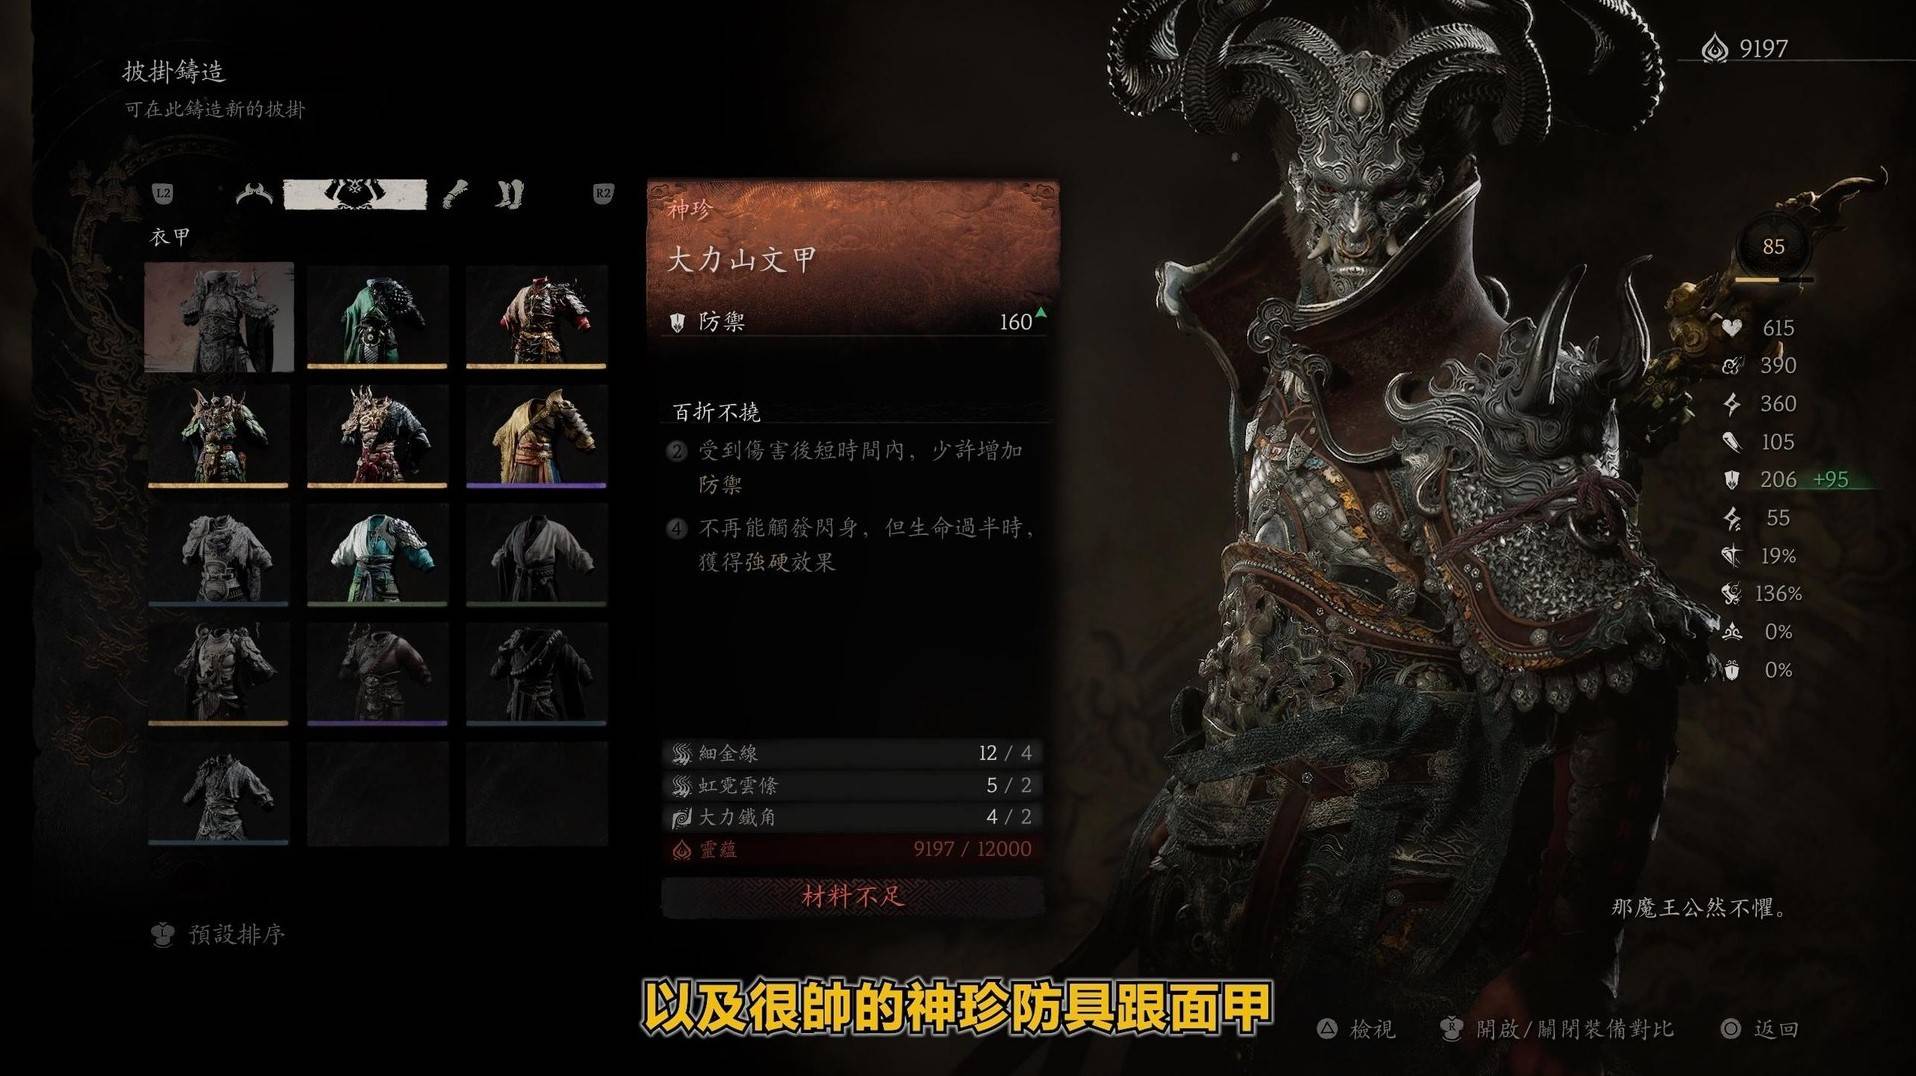 披掛鑄造
可在此鑄造新的披掛
9197
L2
R2
衣甲
神珍
大力山文甲
防禦 160
百折不撓
2 受到傷害後短時間內，少許增加
防禦
4 不再能觸發閃身，但生命過半時，
獲得強硬效果
細金線 12 / 4
虹霓雲絛 5 / 2
大力鐵角 4 / 2
靈蘊 9197 / 12000
材料不足
85
615
390
360
105
206 +95
55
19%
136%
0%
0%
那魔王公然不懼。
預設排序
以及很帥的神珍防具跟面甲
檢視
R 開啟/關閉裝備對比
返回